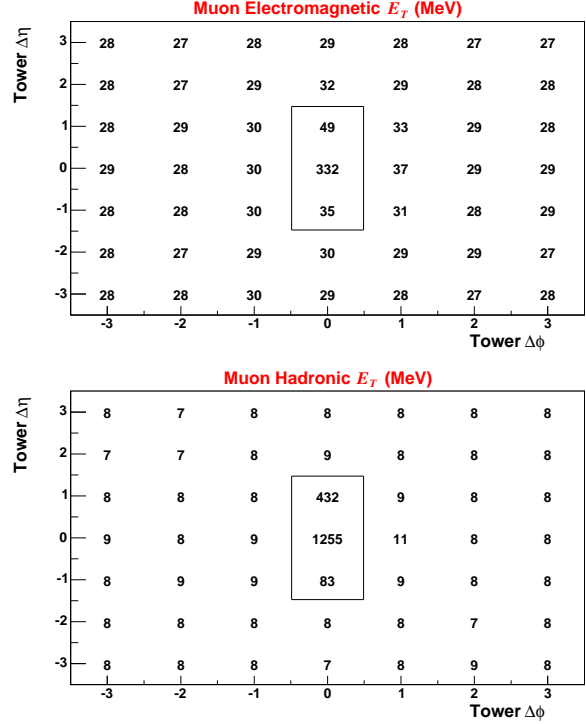 Muon Electromagnetic E_T (MeV)
Tower Δη
3 28 27 28 29 28 27 27
2 28 27 29 32 29 28 28
1 28 29 30 49 33 29 28
0 29 28 30 332 37 29 28
-1 28 28 30 35 31 28 29
-2 28 27 29 30 29 29 27
-3 28 28 30 29 28 27 28
-3 -2 -1 0 1 2 3
Tower Δϕ
Muon Hadronic E_T (MeV)
Tower Δη
3 8 7 8 8 8 8 8
2 7 7 8 9 8 8 8
1 8 8 8 432 9 8 8
0 9 8 9 1255 11 8 8
-1 8 9 9 83 9 8 8
-2 8 8 8 8 8 7 8
-3 8 8 8 7 8 9 8
-3 -2 -1 0 1 2 3
Tower Δϕ